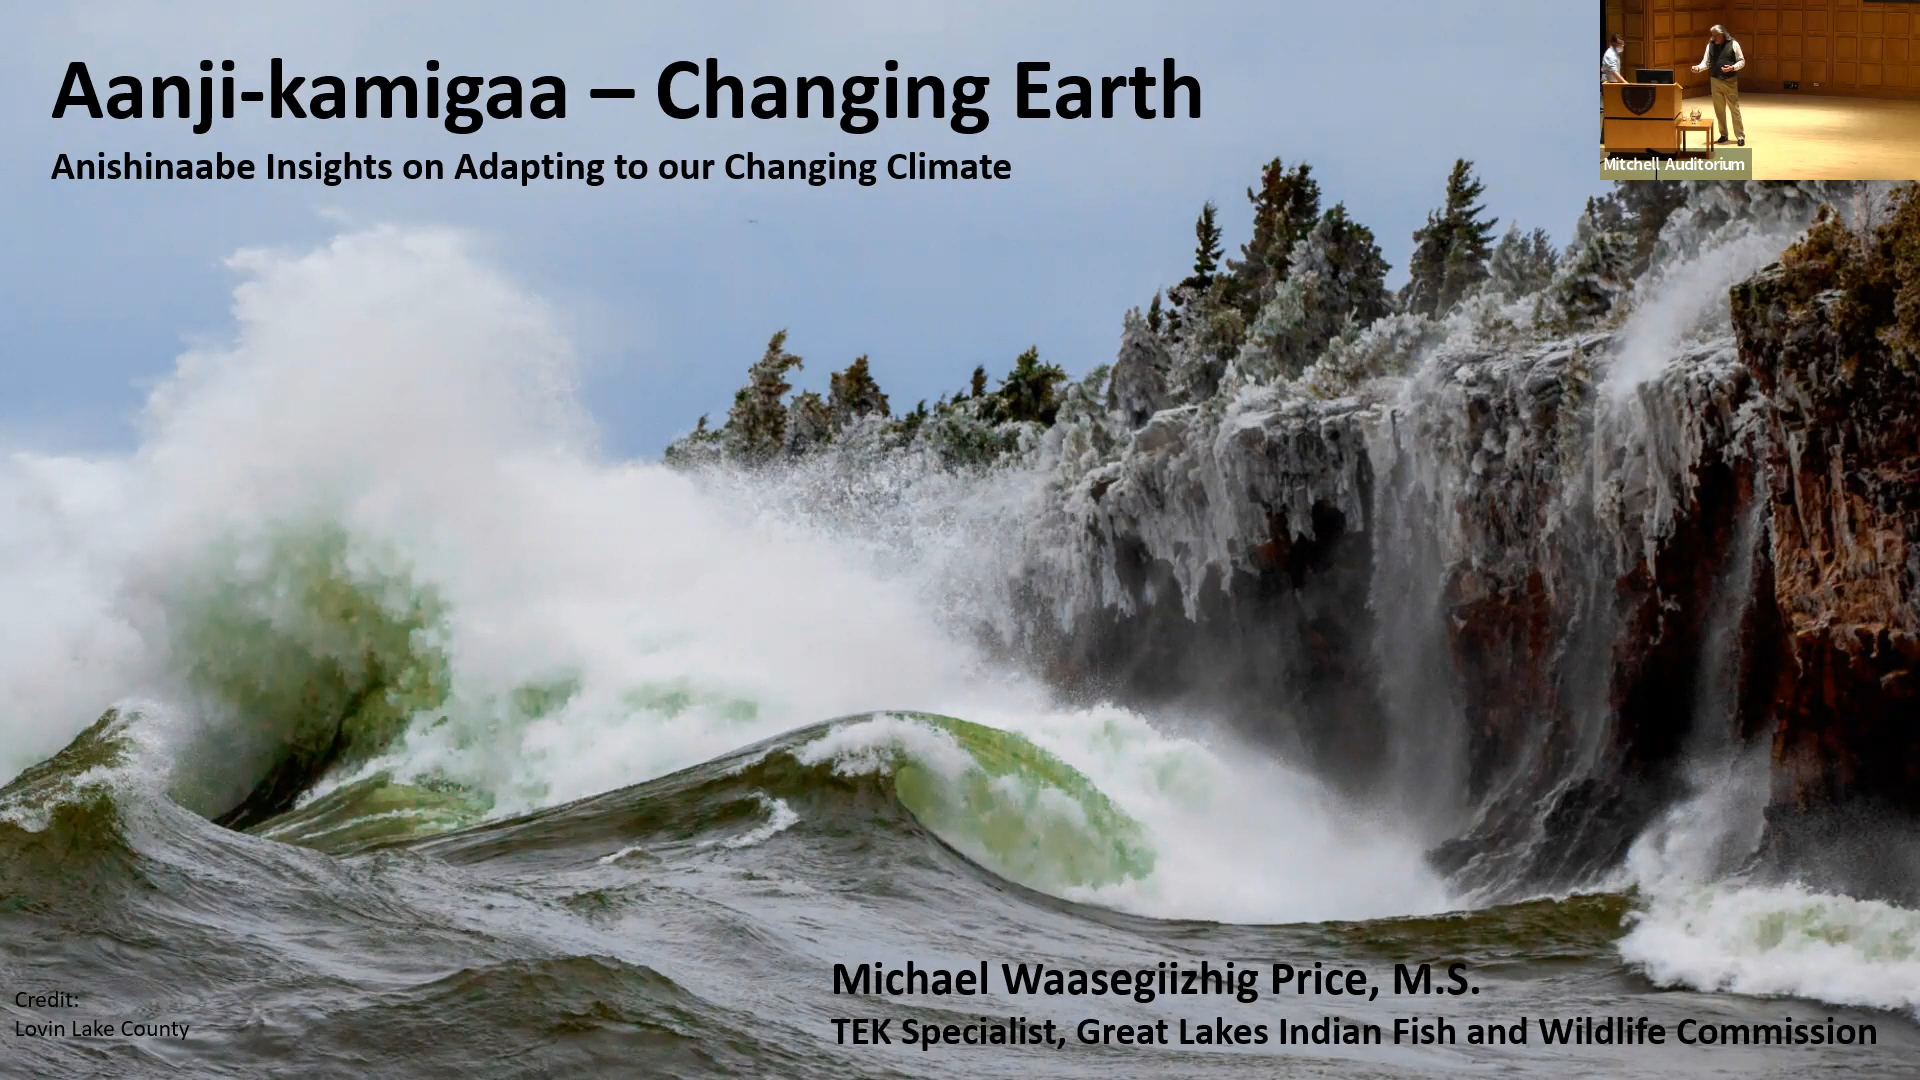 Aanji-kamigaa – Changing Earth
Anishinaabe Insights on Adapting to our Changing Climate
Mitchell Auditorium
Michael Waasegiizhig Price, M.S.
TEK Specialist, Great Lakes Indian Fish and Wildlife Commission
Credit:
Lovin Lake County